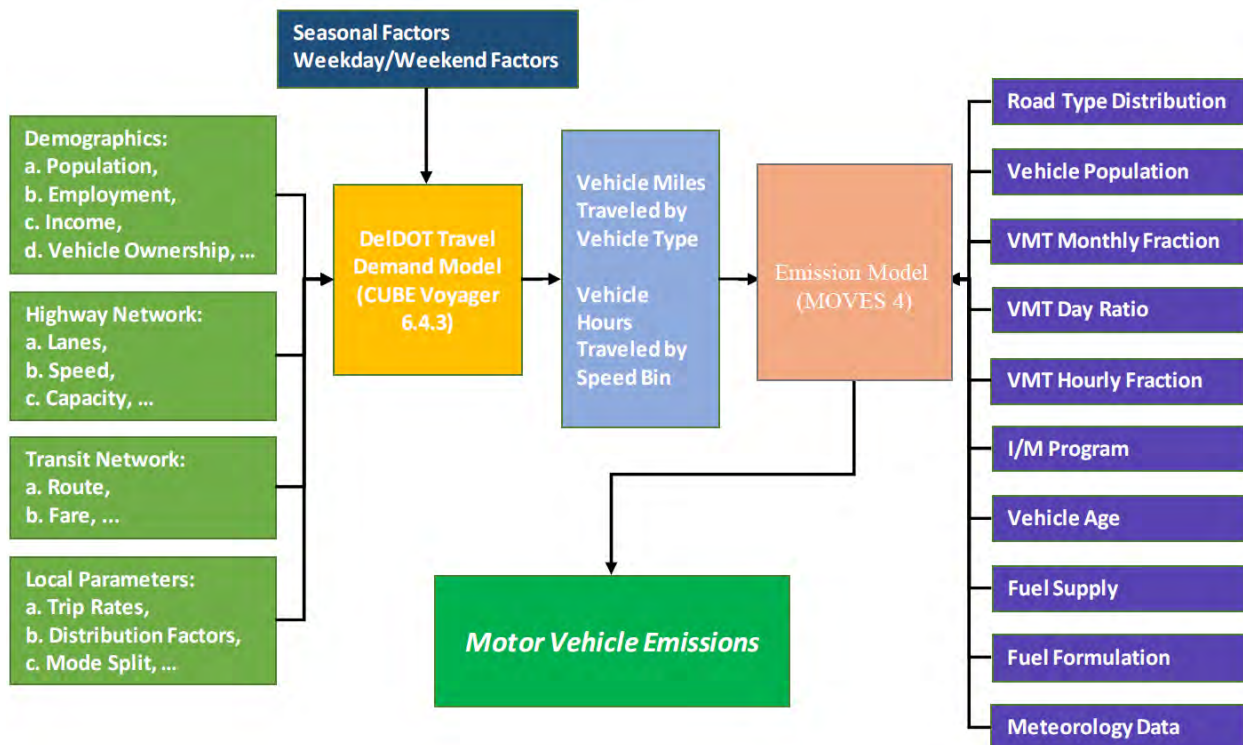 Seasonal Factors
Weekday/Weekend Factors
Demographics:
a. Population,
b. Employment,
c. Income,
d. Vehicle Ownership, ...
Highway Network:
a. Lanes,
b. Speed,
c. Capacity, ...
Transit Network:
a. Route,
b. Fare, ...
Local Parameters:
a. Trip Rates,
b. Distribution Factors,
c. Mode Split, ...
DelDOT Travel
Demand Model
(CUBE Voyager
6.4.3)
Vehicle Miles
Traveled by
Vehicle Type
Vehicle
Hours
Traveled by
Speed Bin
Emission Model
(MOVES 4)
Motor Vehicle Emissions
Road Type Distribution
Vehicle Population
VMT Monthly Fraction
VMT Day Ratio
VMT Hourly Fraction
I/M Program
Vehicle Age
Fuel Supply
Fuel Formulation
Meteorology Data